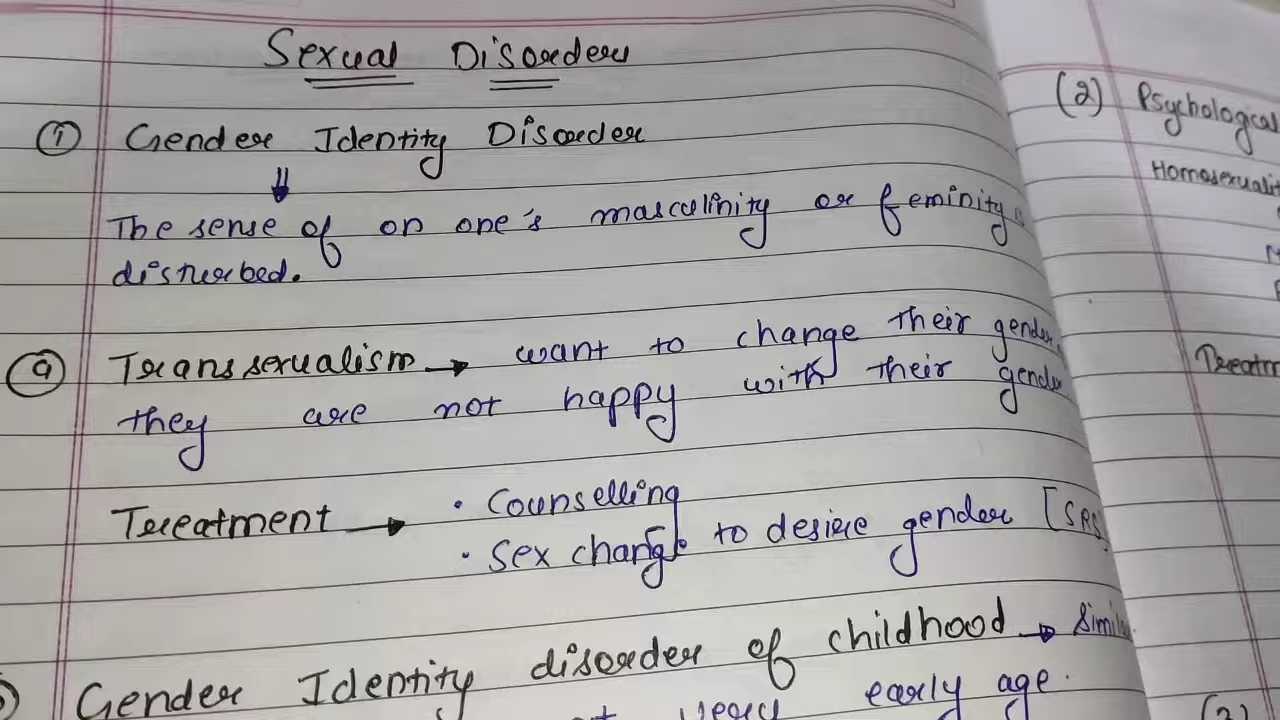 Sexual Disorders
① Gender Identity Disorder
↓
The sense of on one's masculinity or feminity is
disturbed.
ⓐ Transsexualism → want to change their gender,
they are not happy with their gender
Treatment → • Counselling
• Sex change to desire gender [SRS]
Gender Identity disorder of childhood →
early age.
(2) Psychological